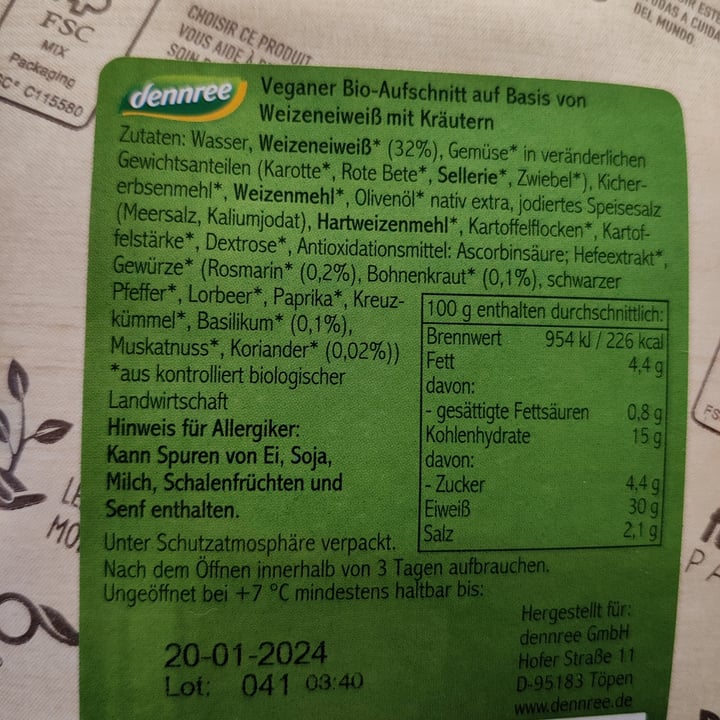 FSC
MIX
Packaging
FSC® C115580
CHOISIR CE PRODUIT
VOUS AIDE À
DEL MUNDO
dennree
Veganer Bio-Aufschnitt auf Basis von
Weizeneiweiß mit Kräutern
Zutaten: Wasser, Weizeneiweiß* (32%), Gemüse* in veränderlichen
Gewichtsanteilen (Karotte*, Rote Bete*, Sellerie*, Zwiebel*), Kicher-
erbsenmehl*, Weizenmehl*, Olivenöl* nativ extra, jodiertes Speisesalz
(Meersalz, Kaliumjodat), Hartweizenmehl*, Kartoffelflocken*, Kartof-
felstärke*, Dextrose*, Antioxidationsmittel: Ascorbinsäure; Hefeextrakt*,
Gewürze* (Rosmarin* (0,2%), Bohnenkraut* (0,1%), schwarzer
Pfeffer*, Lorbeer*, Paprika*, Kreuz-
kümmel*, Basilikum* (0,1%),
Muskatnuss*, Koriander* (0,02%))
*aus kontrolliert biologischer
Landwirtschaft
Hinweis für Allergiker:
Kann Spuren von Ei, Soja,
Milch, Schalenfrüchten und
Senf enthalten.
100 g enthalten durchschnittlich:
Brennwert 954 kJ / 226 kcal
Fett 4,4 g
davon:
- gesättigte Fettsäuren 0,8 g
Kohlenhydrate 15 g
davon:
- Zucker 4,4 g
Eiweiß 30 g
Salz 2,1 g
Unter Schutzatmosphäre verpackt.
Nach dem Öffnen innerhalb von 3 Tagen aufbrauchen.
Ungeöffnet bei +7 °C mindestens haltbar bis:
20-01-2024
Lot: 041 03:40
Hergestellt für:
dennree GmbH
Hofer Straße 11
D-95183 Töpen
www.dennree.de